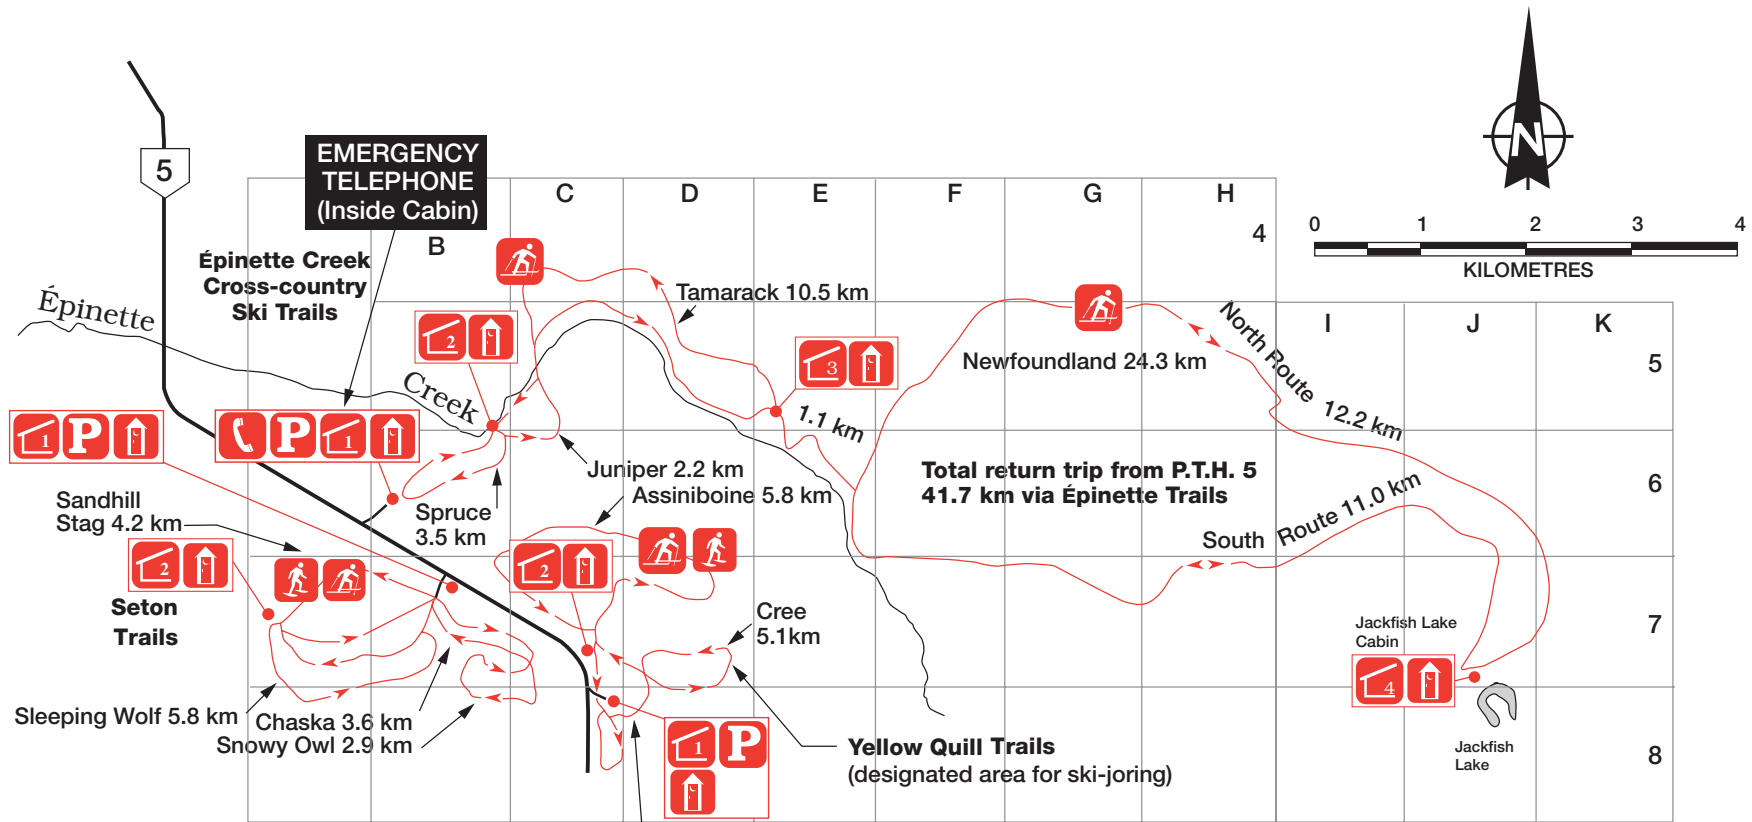 N
0 1 2 3 4
KILOMETRES
5
EMERGENCY
TELEPHONE
(Inside Cabin)
B
C
D
E
F
G
H
4
I
J
K
5
6
7
8
Épinette Creek
Cross-country
Ski Trails
Épinette
Creek
Tamarack 10.5 km
2
3
1.1 km
Newfoundland 24.3 km
North Route 12.2 km
1 P
P 1
Juniper 2.2 km
Assiniboine 5.8 km
Total return trip from P.T.H. 5
41.7 km via Épinette Trails
South Route 11.0 km
Sandhill
Stag 4.2 km
Spruce
3.5 km
2
2
Seton
Trails
Cree
5.1km
Jackfish Lake
Cabin
4
Sleeping Wolf 5.8 km
Chaska 3.6 km
Snowy Owl 2.9 km
1 P
Yellow Quill Trails
(designated area for ski-joring)
Jackfish
Lake